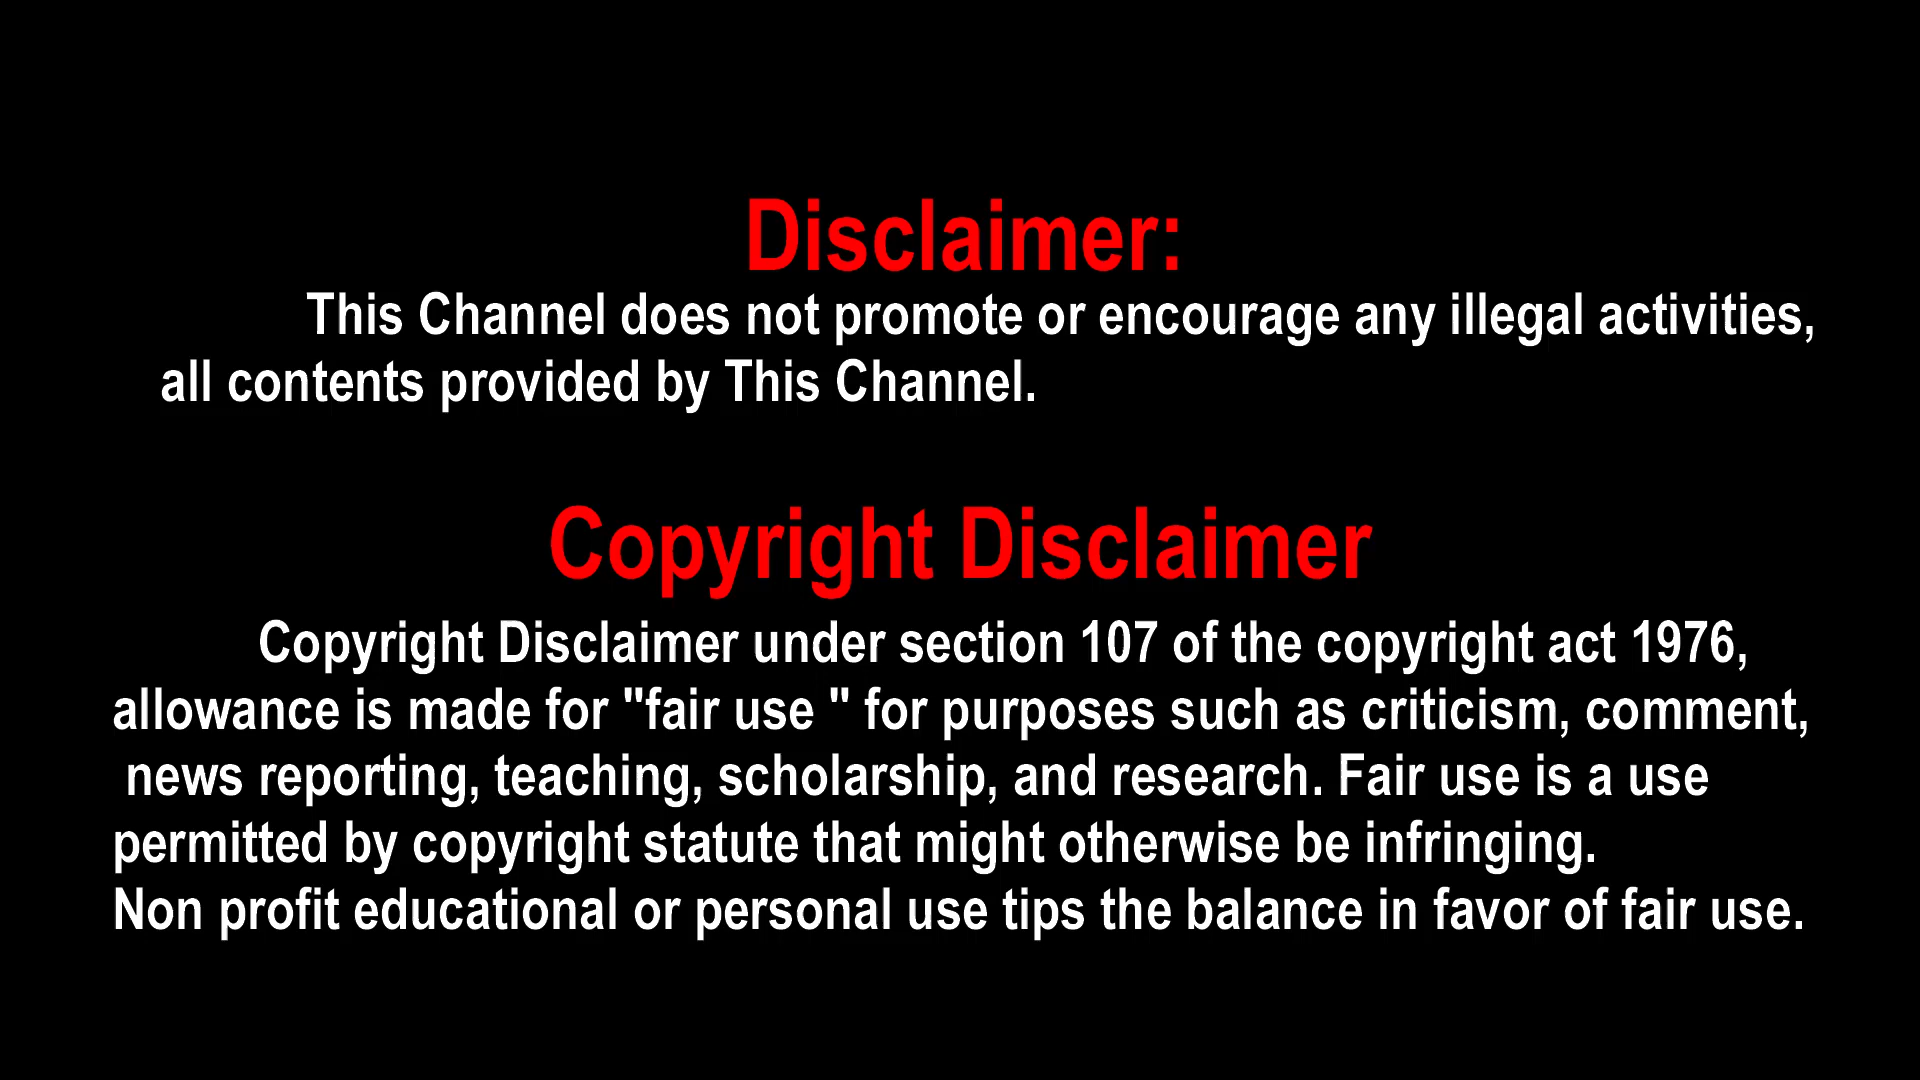 Disclaimer:
This Channel does not promote or encourage any illegal activities,
all contents provided by This Channel.
Copyright Disclaimer
Copyright Disclaimer under section 107 of the copyright act 1976,
allowance is made for "fair use " for purposes such as criticism, comment,
news reporting, teaching, scholarship, and research. Fair use is a use
permitted by copyright statute that might otherwise be infringing.
Non profit educational or personal use tips the balance in favor of fair use.